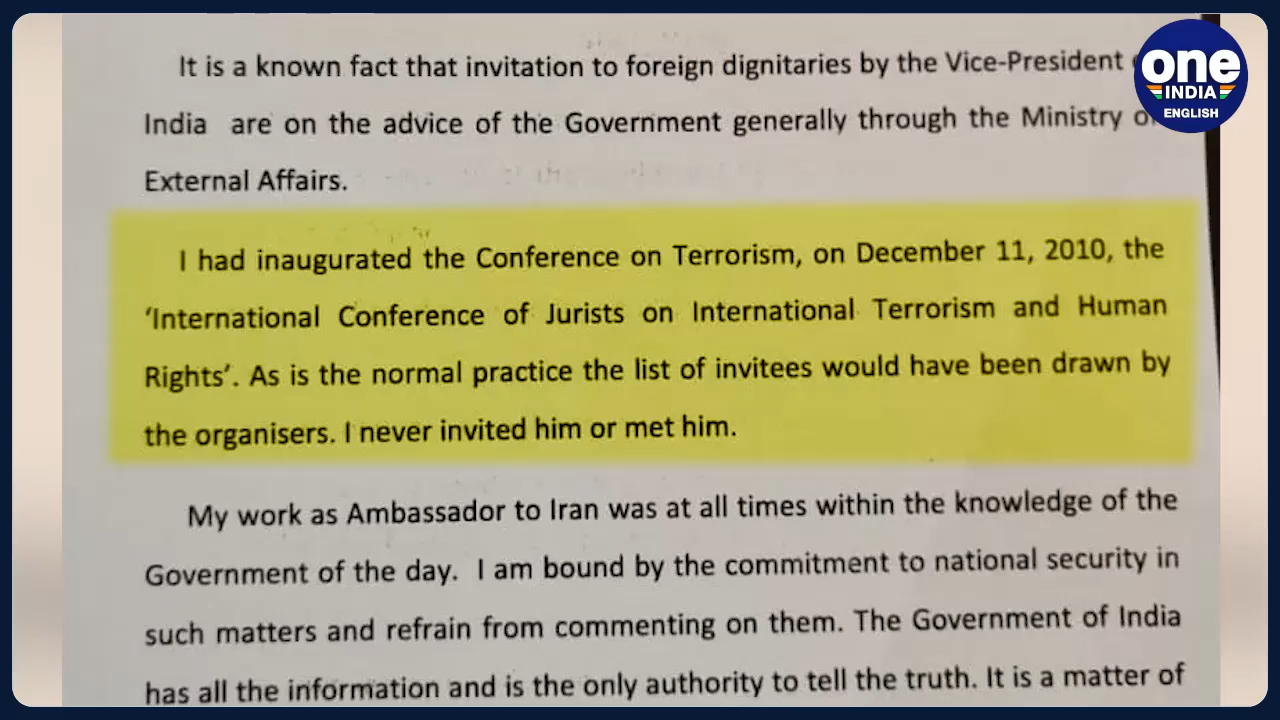 It is a known fact that invitation to foreign dignitaries by the Vice-President
India are on the advice of the Government generally through the Ministry
External Affairs.
I had inaugurated the Conference on Terrorism, on December 11, 2010, the
‘International Conference of Jurists on International Terrorism and Human
Rights’. As is the normal practice the list of invitees would have been drawn by
the organisers. I never invited him or met him.
My work as Ambassador to Iran was at all times within the knowledge of the
Government of the day. I am bound by the commitment to national security in
such matters and refrain from commenting on them. The Government of India
has all the information and is the only authority to tell the truth. It is a matter of
one
INDIA
ENGLISH